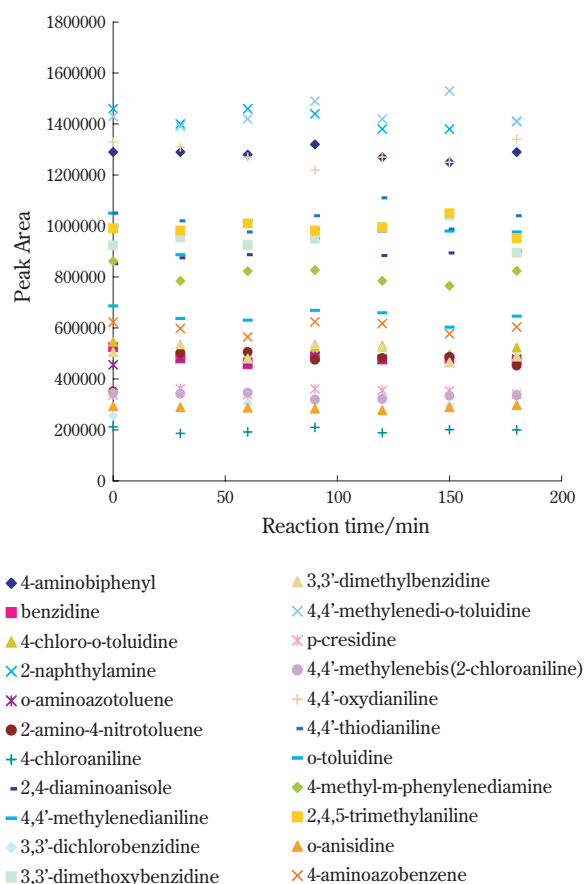 1800000
1600000
1400000
1200000
1000000
800000
600000
400000
200000
0
Peak Area
0 50 100 150 200
Reaction time/min
4-aminobiphenyl
benzidine
4-chloro-o-toluidine
2-naphthylamine
o-aminoazotoluene
2-amino-4-nitrotoluene
4-chloroaniline
2,4-diaminoanisole
4,4'-methylenedianiline
3,3'-dichlorobenzidine
3,3'-dimethoxybenzidine
3,3'-dimethylbenzidine
4,4'-methylenedi-o-toluidine
p-cresidine
4,4'-methylenebis(2-chloroaniline)
4,4'-oxydianiline
4,4'-thiodianiline
o-toluidine
4-methyl-m-phenylenediamine
2,4,5-trimethylaniline
o-anisidine
4-aminoazobenzene